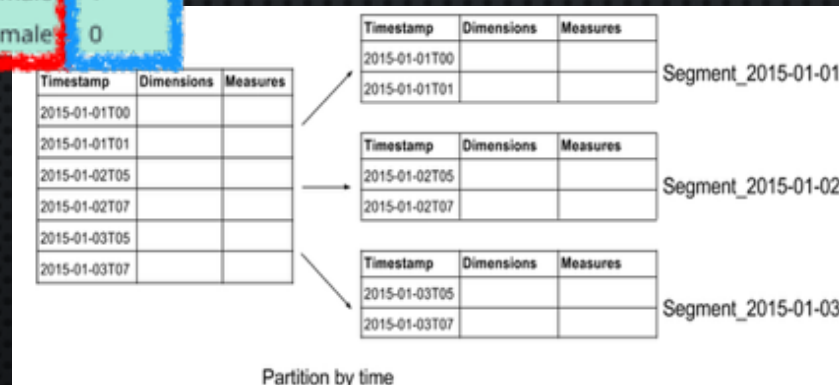 male 0
Timestamp Dimensions Measures
2015-01-01T00
2015-01-01T01
2015-01-02T05
2015-01-02T07
2015-01-03T05
2015-01-03T07
Timestamp Dimensions Measures
2015-01-01T00
2015-01-01T01
Segment_2015-01-01
Timestamp Dimensions Measures
2015-01-02T05
2015-01-02T07
Segment_2015-01-02
Timestamp Dimensions Measures
2015-01-03T05
2015-01-03T07
Segment_2015-01-03
Partition by time